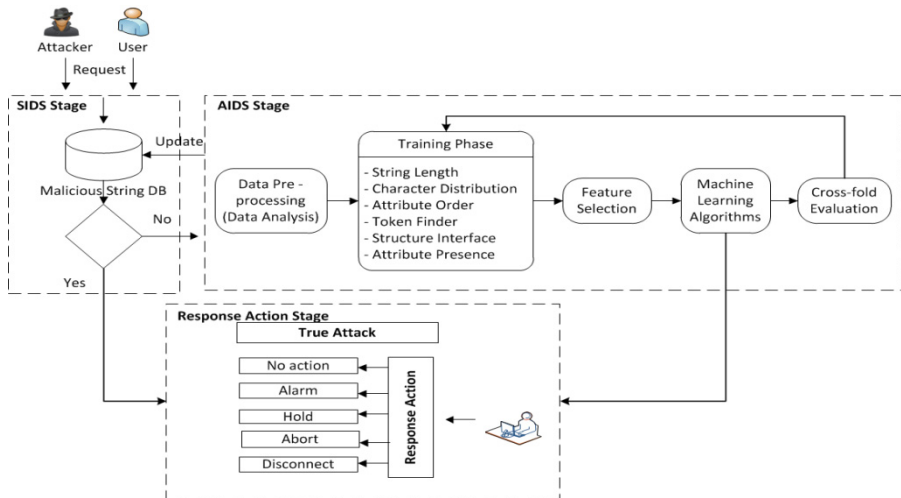 Attacker
User
Request
SIDS Stage
AIDS Stage
Update
Malicious String DB
No
Yes
Data Pre -
processing
(Data Analysis)
Training Phase
- String Length
- Character Distribution
- Attribute Order
- Token Finder
- Structure Interface
- Attribute Presence
Feature
Selection
Machine
Learning
Algorithms
Cross-fold
Evaluation
Response Action Stage
True Attack
No action
Alarm
Hold
Abort
Disconnect
Response Action